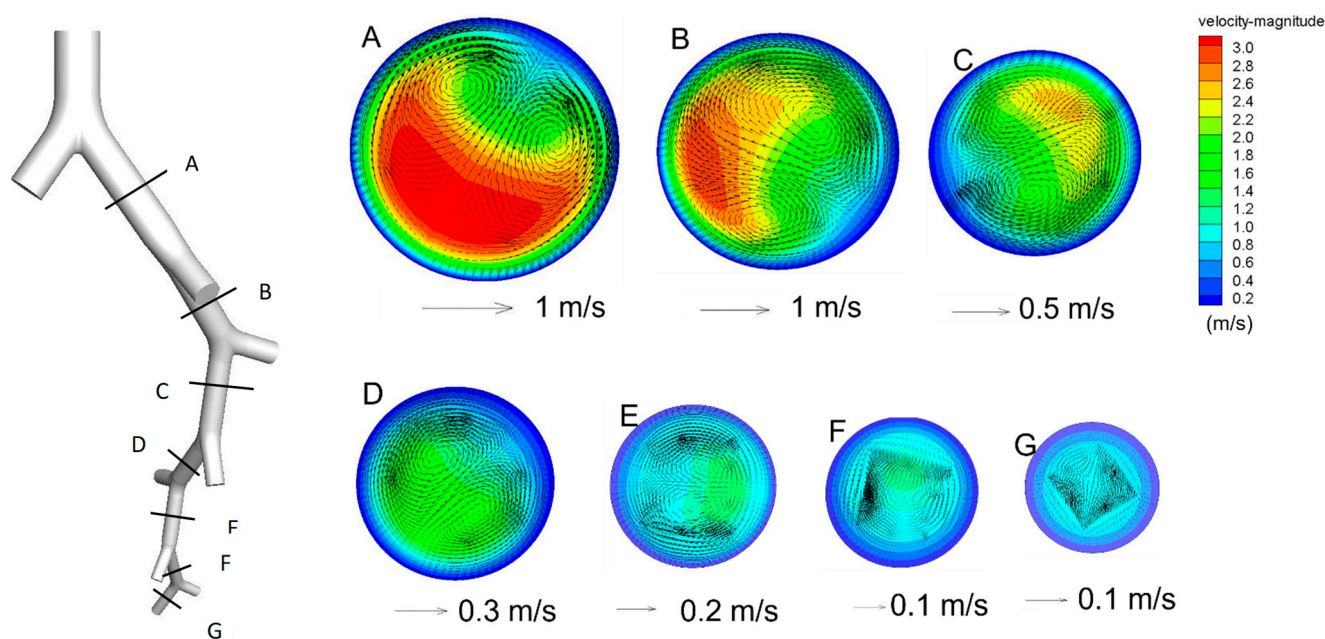 A
B
C
D
F
F
G
A
1 m/s
B
1 m/s
C
0.5 m/s
velocity-magnitude
3.0
2.8
2.6
2.4
2.2
2.0
1.8
1.6
1.4
1.2
1.0
0.8
0.6
0.4
0.2
(m/s)
D
0.3 m/s
E
0.2 m/s
F
0.1 m/s
G
0.1 m/s